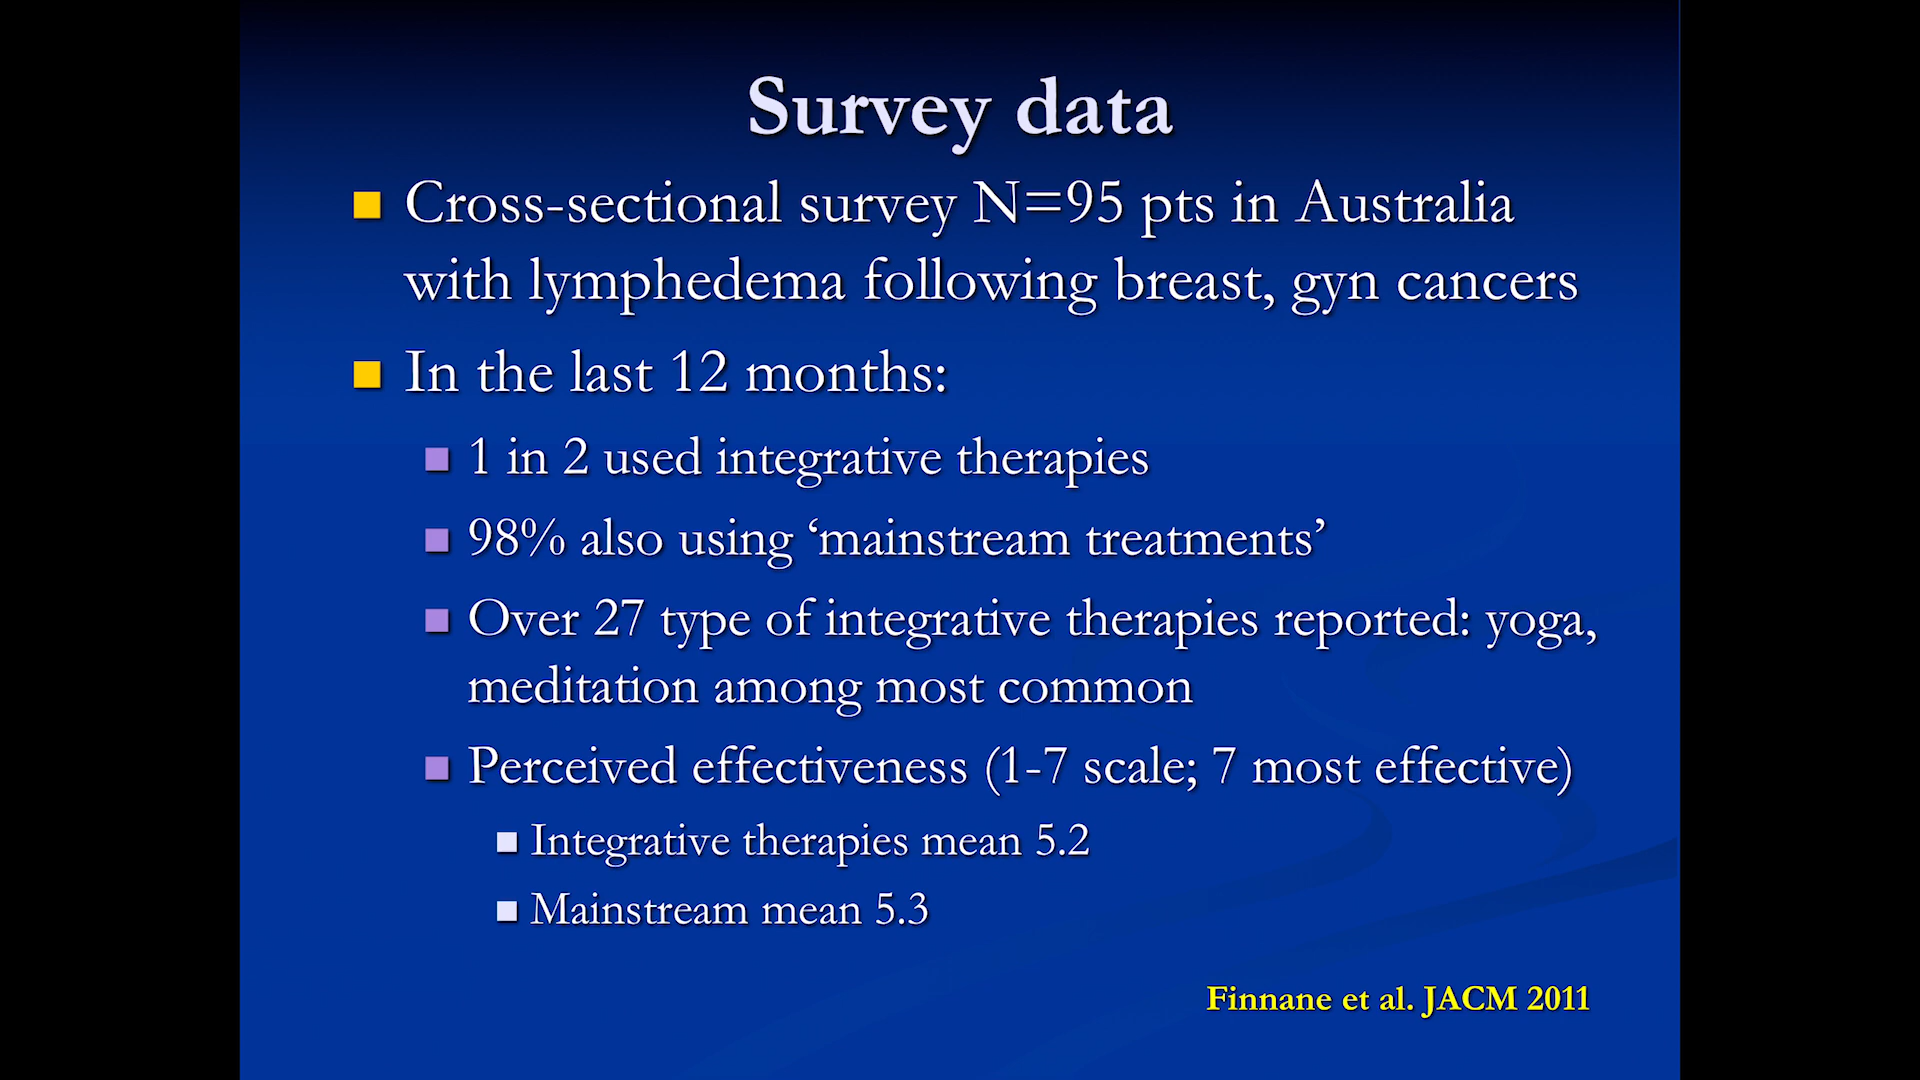 Survey data
Cross-sectional survey N=95 pts in Australia
with lymphedema following breast, gyn cancers
In the last 12 months:
1 in 2 used integrative therapies
98% also using ‘mainstream treatments’
Over 27 type of integrative therapies reported: yoga,
meditation among most common
Perceived effectiveness (1-7 scale; 7 most effective)
Integrative therapies mean 5.2
Mainstream mean 5.3
Finnane et al. JACM 2011